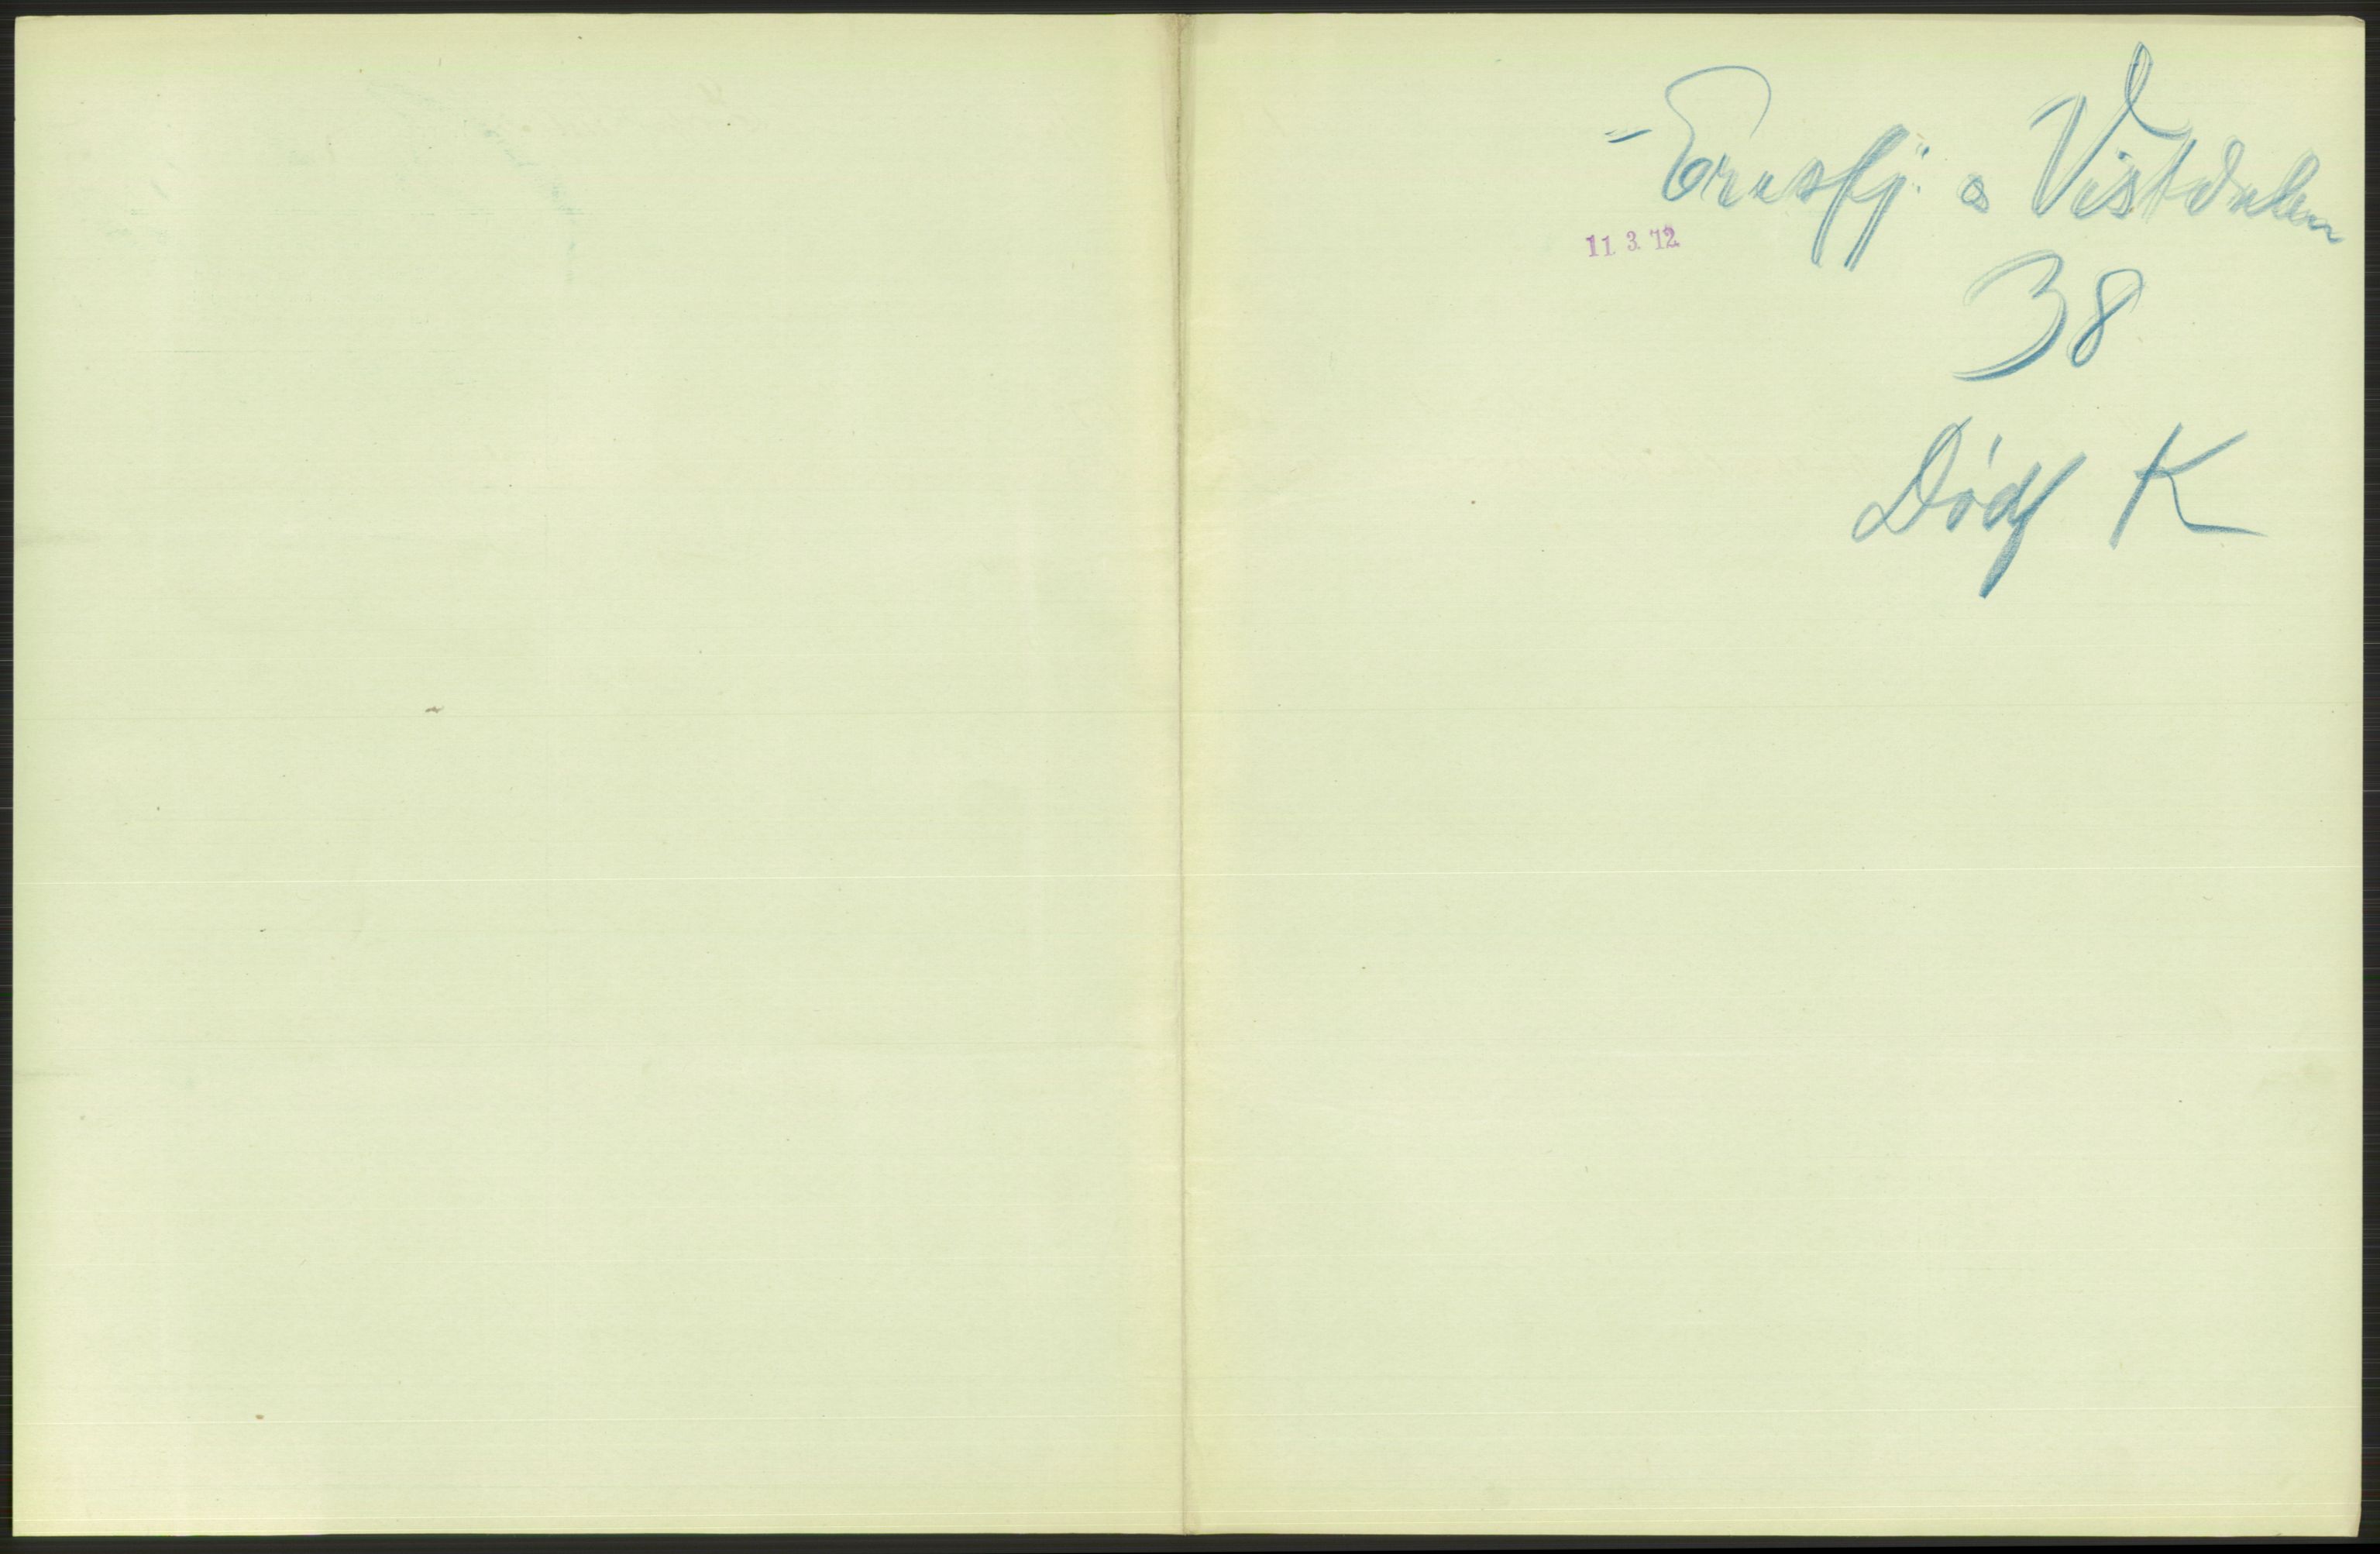 Eresfj. o Vistdalen
11 3. 12.
38
Dødf K